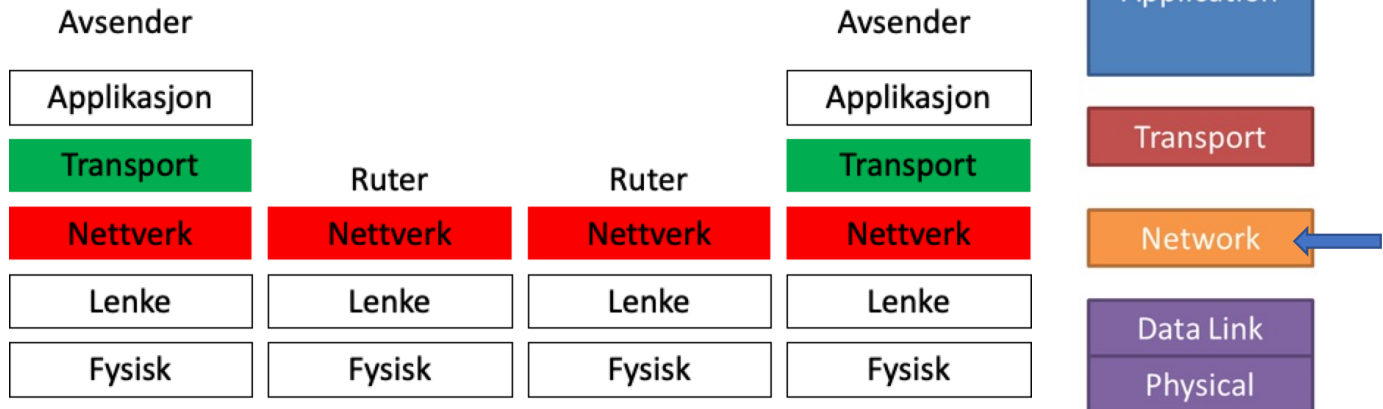 Avsender
Avsender
Applikasjon
Applikasjon
Application
Transport
Ruter
Ruter
Transport
Transport
Nettverk
Nettverk
Nettverk
Nettverk
Network
Lenke
Lenke
Lenke
Lenke
Data Link
Fysisk
Fysisk
Fysisk
Fysisk
Physical